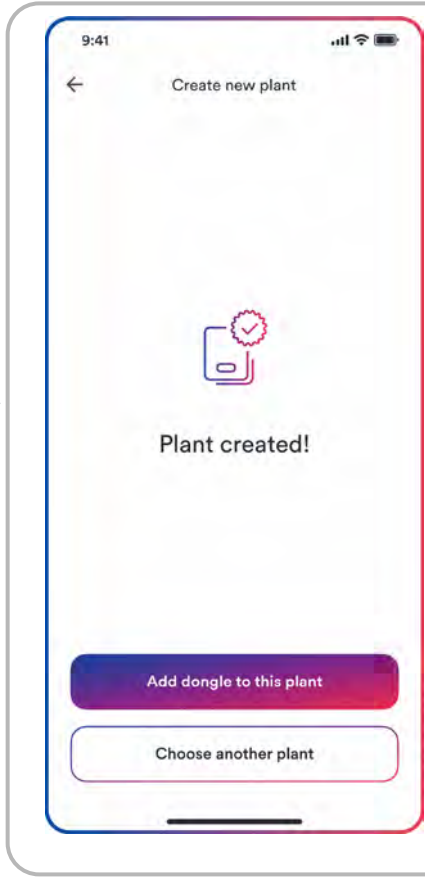 9:41
Create new plant
Plant created!
Add dongle to this plant
Choose another plant